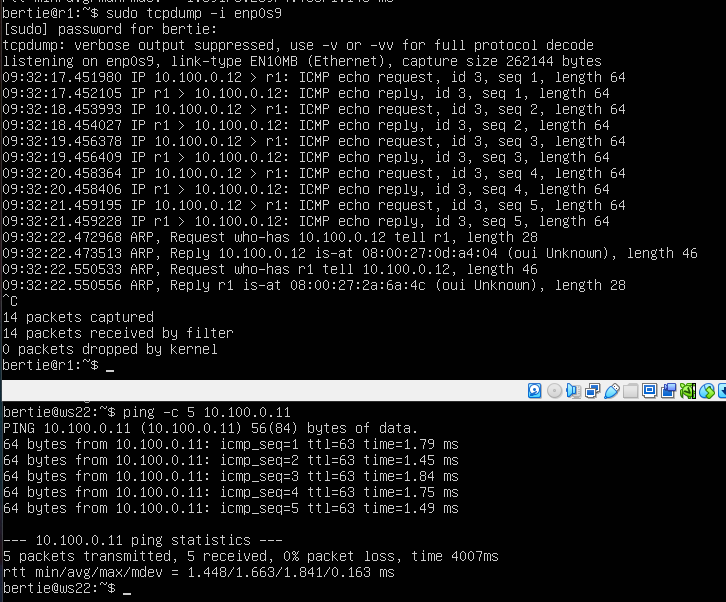 bertie@r1:~$ sudo tcpdump -i enp0s9
[sudo] password for bertie:
tcpdump: verbose output suppressed, use -v or -vv for full protocol decode
listening on enp0s9, link-type EN10MB (Ethernet), capture size 262144 bytes
09:32:17.451980 IP 10.100.0.12 > r1: ICMP echo request, id 3, seq 1, length 64
09:32:17.452105 IP r1 > 10.100.0.12: ICMP echo reply, id 3, seq 1, length 64
09:32:18.453993 IP 10.100.0.12 > r1: ICMP echo request, id 3, seq 2, length 64
09:32:18.454027 IP r1 > 10.100.0.12: ICMP echo reply, id 3, seq 2, length 64
09:32:19.456378 IP 10.100.0.12 > r1: ICMP echo request, id 3, seq 3, length 64
09:32:19.456409 IP r1 > 10.100.0.12: ICMP echo reply, id 3, seq 3, length 64
09:32:20.458364 IP 10.100.0.12 > r1: ICMP echo request, id 3, seq 4, length 64
09:32:20.458406 IP r1 > 10.100.0.12: ICMP echo reply, id 3, seq 4, length 64
09:32:21.459195 IP 10.100.0.12 > r1: ICMP echo request, id 3, seq 5, length 64
09:32:21.459228 IP r1 > 10.100.0.12: ICMP echo reply, id 3, seq 5, length 64
09:32:22.472968 ARP, Request who-has 10.100.0.12 tell r1, length 28
09:32:22.473513 ARP, Reply 10.100.0.12 is-at 08:00:27:0d:a4:04 (oui Unknown), length 46
09:32:22.550533 ARP, Request who-has r1 tell 10.100.0.12, length 46
09:32:22.550556 ARP, Reply r1 is-at 08:00:27:2a:6a:4c (oui Unknown), length 28
^C
14 packets captured
14 packets received by filter
0 packets dropped by kernel
bertie@r1:~$ _
bertie@ws22:~$ ping -c 5 10.100.0.11
PING 10.100.0.11 (10.100.0.11) 56(84) bytes of data.
64 bytes from 10.100.0.11: icmp_seq=1 ttl=63 time=1.79 ms
64 bytes from 10.100.0.11: icmp_seq=2 ttl=63 time=1.45 ms
64 bytes from 10.100.0.11: icmp_seq=3 ttl=63 time=1.84 ms
64 bytes from 10.100.0.11: icmp_seq=4 ttl=63 time=1.75 ms
64 bytes from 10.100.0.11: icmp_seq=5 ttl=63 time=1.49 ms
--- 10.100.0.11 ping statistics ---
5 packets transmitted, 5 received, 0% packet loss, time 4007ms
rtt min/avg/max/mdev = 1.448/1.663/1.841/0.163 ms
bertie@ws22:~$ _